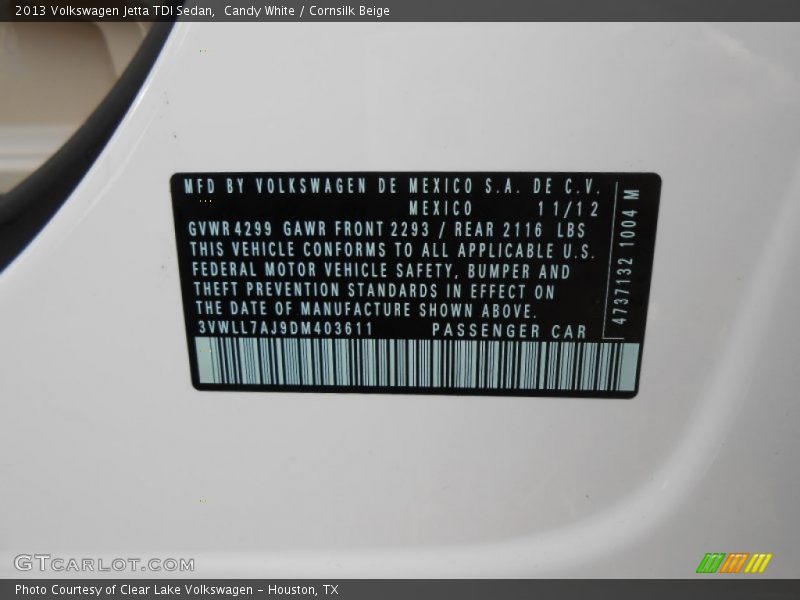 2013 Volkswagen Jetta TDI Sedan,  Candy White / Cornsilk Beige
MFD BY VOLKSWAGEN DE MEXICO S.A. DE C.V.
MEXICO 11/12
GVWR 4299 GAWR FRONT 2293 / REAR 2116 LBS
THIS VEHICLE CONFORMS TO ALL APPLICABLE U.S.
FEDERAL MOTOR VEHICLE SAFETY, BUMPER AND
THEFT PREVENTION STANDARDS IN EFFECT ON
THE DATE OF MANUFACTURE SHOWN ABOVE.
3VWLL7AJ9DM403611 PASSENGER CAR
4737132 1004 M
GTCARLOT.COM
Photo Courtesy of Clear Lake Volkswagen - Houston, TX